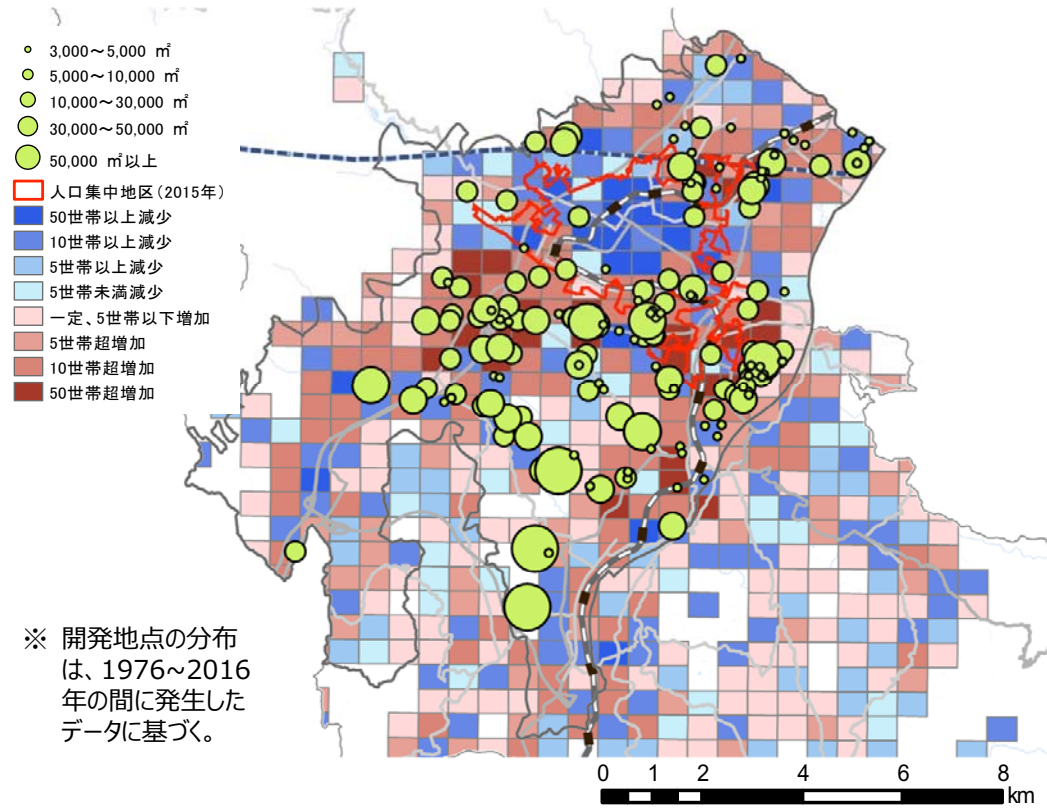 3,000～5,000 ㎡
5,000～10,000 ㎡
10,000～30,000 ㎡
30,000～50,000 ㎡
50,000 ㎡以上
人口集中地区(2015年)
50世帯以上減少
10世帯以上減少
5世帯以上減少
5世帯未満減少
一定、5世帯以下増加
5世帯超増加
10世帯超増加
50世帯超増加
※ 開発地点の分布
は、1976~2016
年の間に発生した
データに基づく。
0 1 2 4 6 8
km